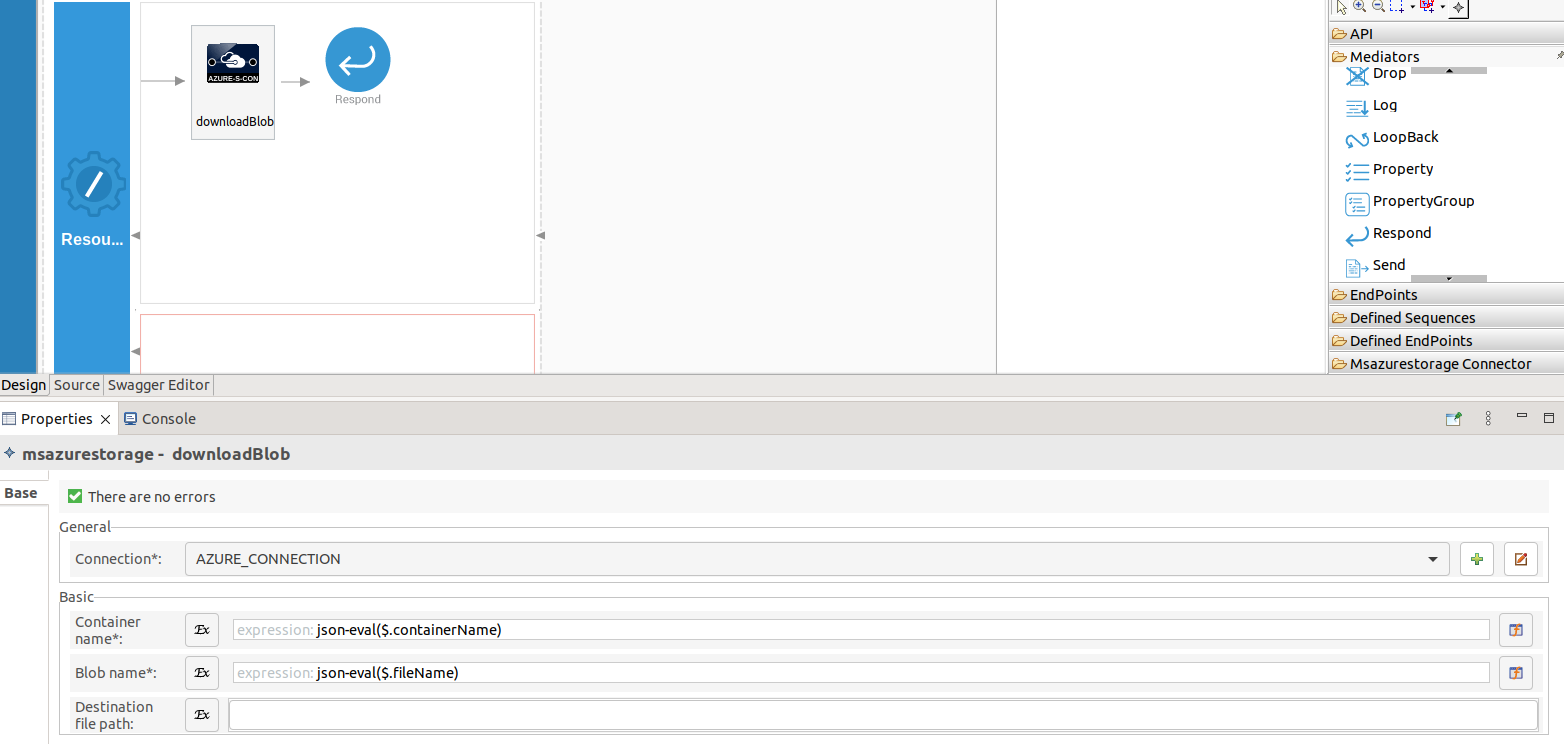 AZURE-S-CON
downloadBlob
Respond
Resou...
API
Mediators
Drop
Log
LoopBack
Property
PropertyGroup
Respond
Send
EndPoints
Defined Sequences
Defined EndPoints
Msazurestorage Connector
Design Source Swagger Editor
Properties Console
msazurestorage - downloadBlob
Base
There are no errors
General
Connection*: AZURE_CONNECTION
Basic
Container
name*: Ex expression: json-eval($.containerName)
Blob name*: Ex expression: json-eval($.fileName)
Destination
file path: Ex